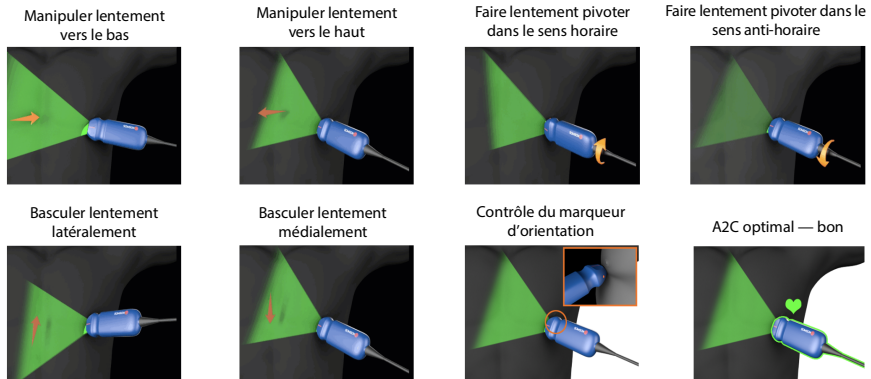 Manipuler lentement
vers le bas
Manipuler lentement
vers le haut
Faire lentement pivoter
dans le sens horaire
Faire lentement pivoter dans le
sens anti-horaire
Basculer lentement
latéralement
Basculer lentement
médialement
Contrôle du marqueur
d’orientation
A2C optimal — bon